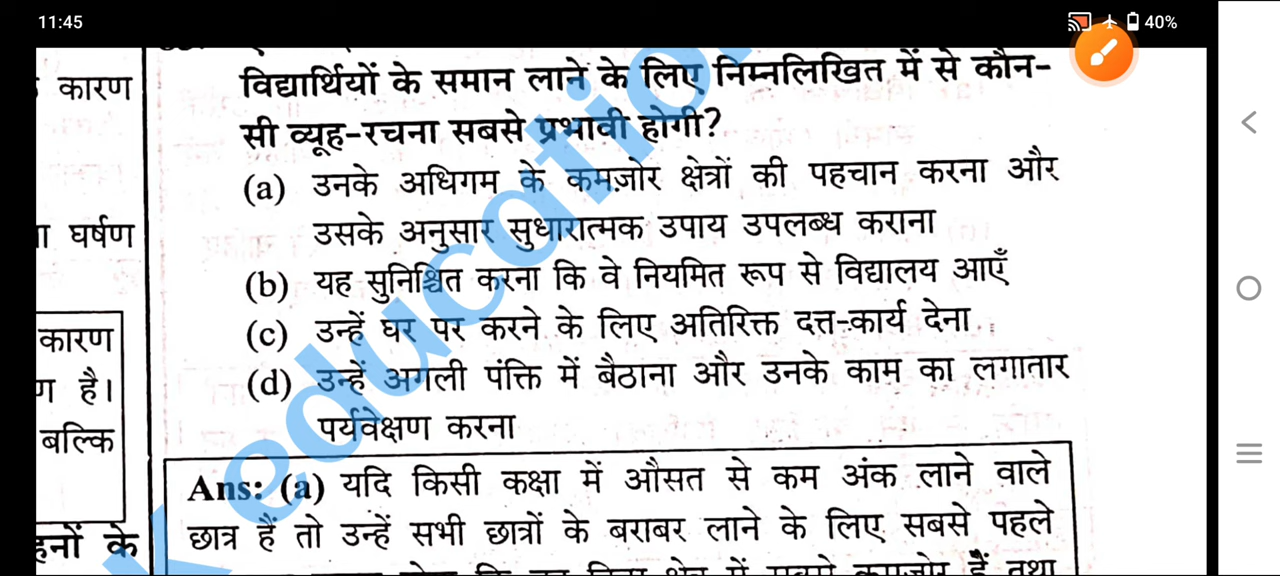 11:45
40%
कारण
घर्षण
कारण
है।
बल्कि
के
विद्यार्थियों के समान लाने के लिए निम्नलिखित में से कौन-
सी व्यूह-रचना सबसे प्रभावी होगी?
(a) उनके अधिगम के कमज़ोर क्षेत्रों की पहचान करना और
उसके अनुसार सुधारात्मक उपाय उपलब्ध कराना
(b) यह सुनिश्चित करना कि वे नियमित रूप से विद्यालय आएँ
(c) उन्हें घर पर करने के लिए अतिरिक्त दत्त-कार्य देना
(d) उन्हें अगली पंक्ति में बैठाना और उनके काम का लगातार
पर्यवेक्षण करना
Ans: (a) यदि किसी कक्षा में औसत से कम अंक लाने वाले
छात्र हैं तो उन्हें सभी छात्रों के बराबर लाने के लिए सबसे पहले
K education